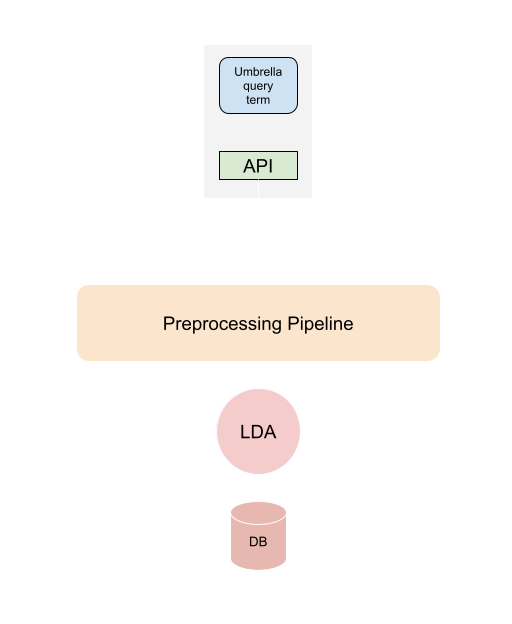 Umbrella
query
term
API
Preprocessing Pipeline
LDA
DB